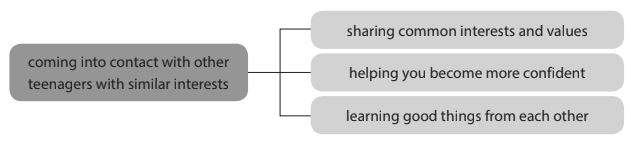 coming into contact with other
teenagers with similar interests
sharing common interests and values
helping you become more confident
learning good things from each other